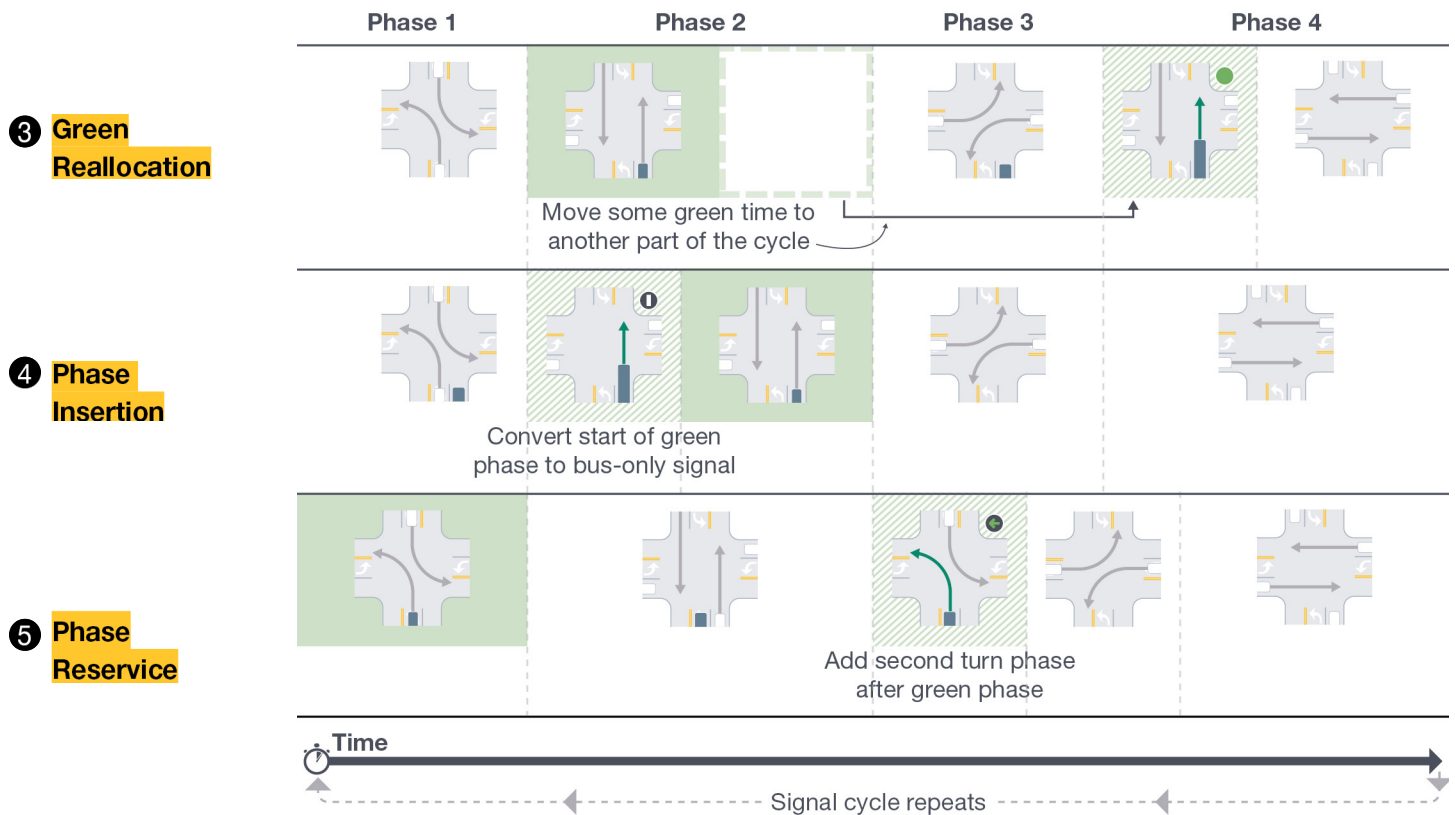 Phase 1
Phase 2
Phase 3
Phase 4
3
Green
Reallocation
Move some green time to
another part of the cycle
4
Phase
Insertion
Convert start of green
phase to bus-only signal
5
Phase
Reservice
Add second turn phase
after green phase
Time
Signal cycle repeats